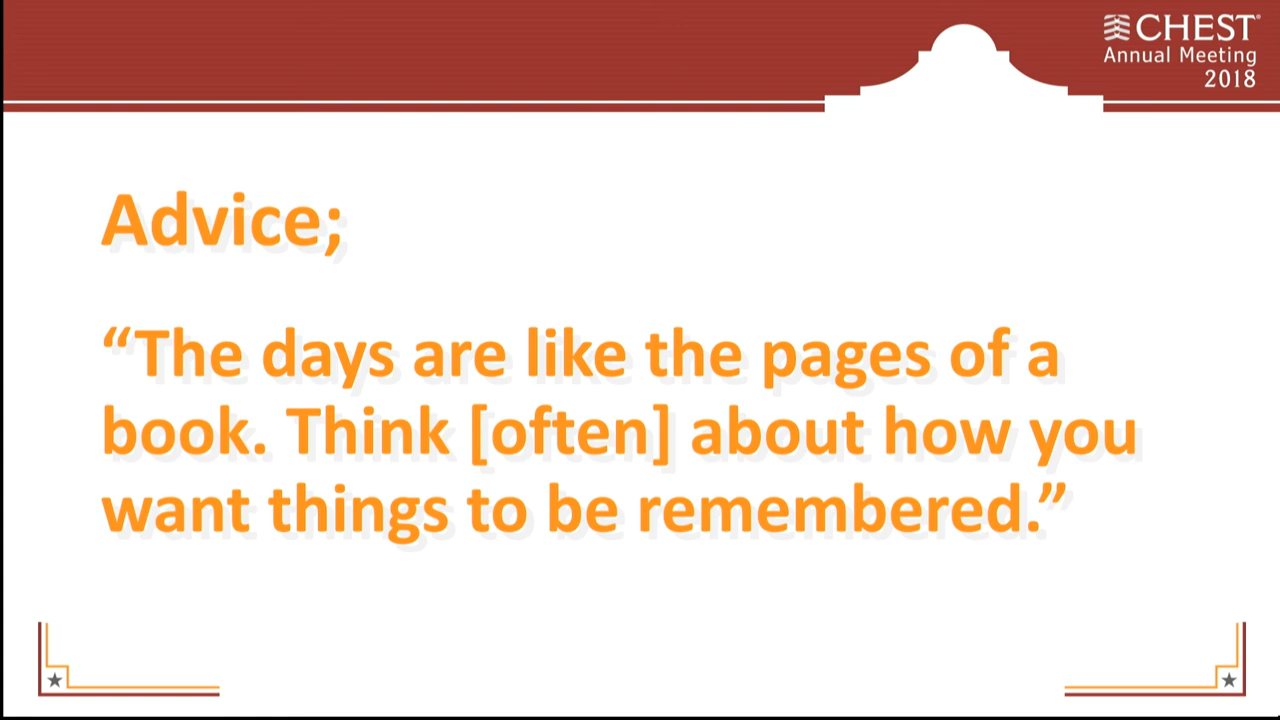 CHEST
Annual Meeting
2018
Advice;
“The days are like the pages of a
book. Think [often] about how you
want things to be remembered.”